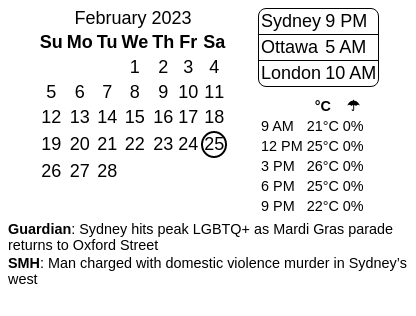 February 2023
Su Mo Tu We Th Fr Sa
1 2 3 4
5 6 7 8 9 10 11
12 13 14 15 16 17 18
19 20 21 22 23 24 25
26 27 28
Sydney 9 PM
Ottawa 5 AM
London 10 AM
°C ☂
9 AM 21°C 0%
12 PM 25°C 0%
3 PM 26°C 0%
6 PM 25°C 0%
9 PM 22°C 0%
Guardian: Sydney hits peak LGBTQ+ as Mardi Gras parade
returns to Oxford Street
SMH: Man charged with domestic violence murder in Sydney’s
west